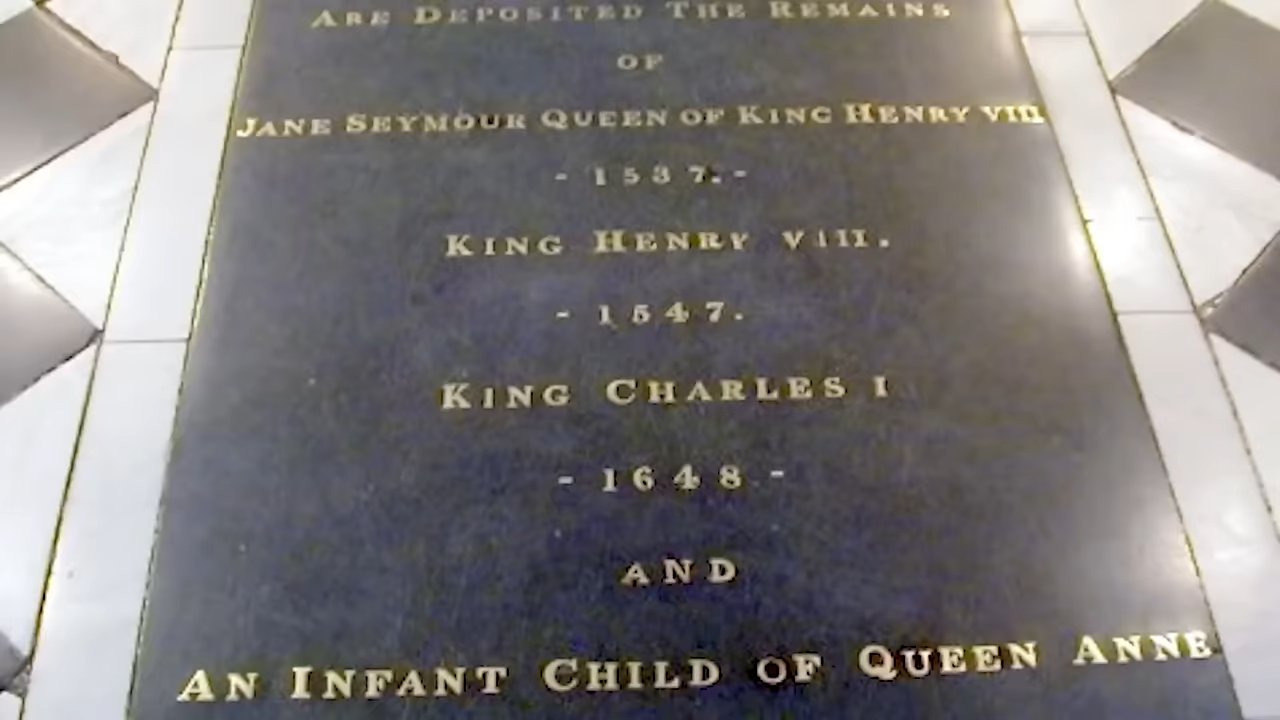 ARE DEPOSITED THE REMAINS
OF
JANE SEYMOUR QUEEN OF KING HENRY VIII
- 1537. -
KING HENRY VIII.
- 1547.
KING CHARLES I
- 1648 -
AND
AN INFANT CHILD OF QUEEN ANNE